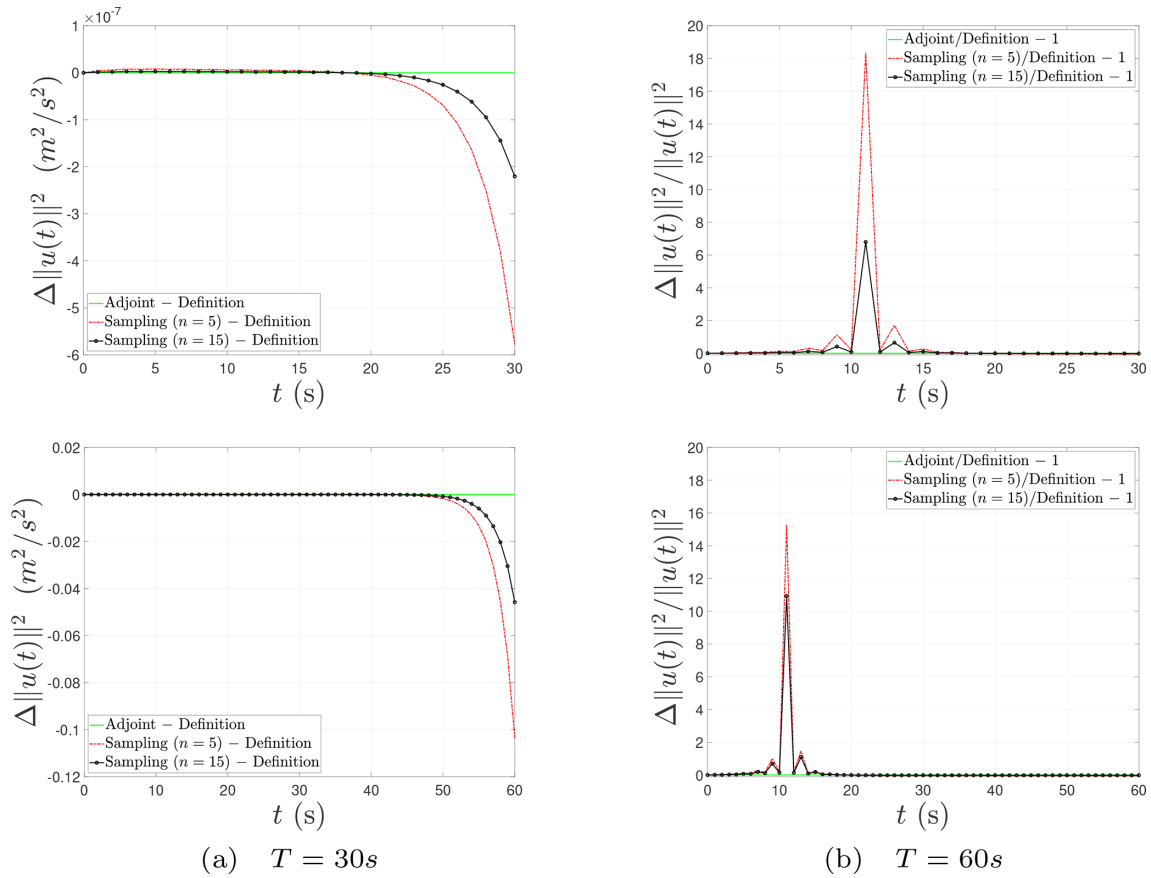 ×10⁻⁷
1
0
-1
-2
-3
-4
-5
-6
Δ||u(t)||² (m²/s²)
Adjoint − Definition
Sampling (n = 5) − Definition
Sampling (n = 15) − Definition
0 5 10 15 20 25 30
t (s)
20
18
16
14
12
10
8
6
4
2
0
Δ||u(t)||²/||u(t)||²
Adjoint/Definition − 1
Sampling (n = 5)/Definition − 1
Sampling (n = 15)/Definition − 1
0 5 10 15 20 25 30
t (s)
0.02
0
-0.02
-0.04
-0.06
-0.08
-0.1
-0.12
Δ||u(t)||² (m²/s²)
Adjoint − Definition
Sampling (n = 5) − Definition
Sampling (n = 15) − Definition
0 10 20 30 40 50 60
t (s)
20
18
16
14
12
10
8
6
4
2
0
Δ||u(t)||²/||u(t)||²
Adjoint/Definition − 1
Sampling (n = 5)/Definition − 1
Sampling (n = 15)/Definition − 1
0 10 20 30 40 50 60
t (s)
(a) T = 30s
(b) T = 60s